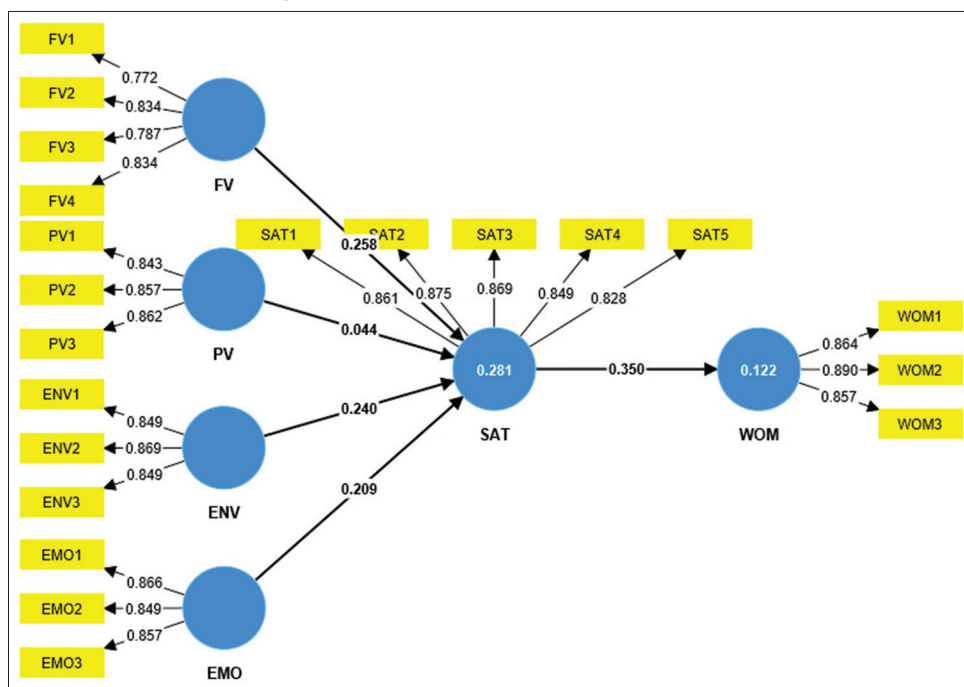 FV1
0.772
FV2
0.834
FV3
0.787
FV4
0.834
FV
PV1
0.843
PV2
0.857
PV3
0.862
PV
ENV1
0.849
ENV2
0.869
ENV3
0.849
ENV
EMO1
0.866
EMO2
0.849
EMO3
0.857
EMO
0.258
0.044
0.240
0.209
SAT1
SAT2
SAT3
SAT4
SAT5
0.861
0.875
0.869
0.849
0.828
0.281
SAT
0.350
0.122
WOM
WOM1
0.864
WOM2
0.890
WOM3
0.857